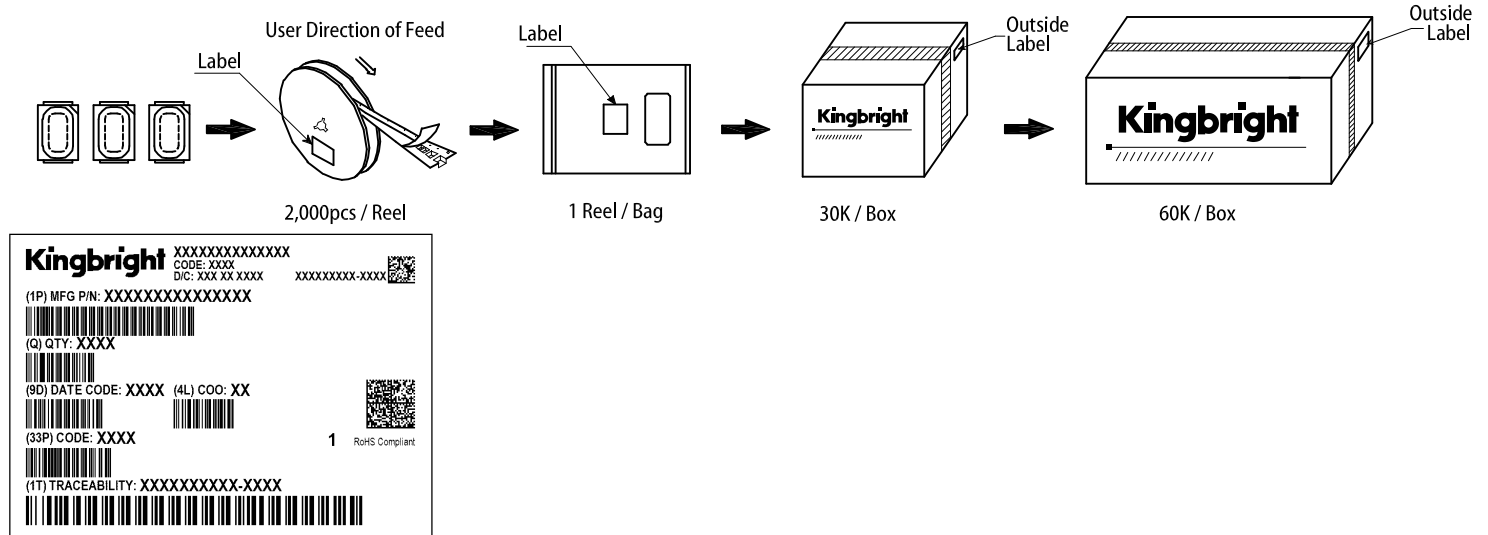 User Direction of Feed
Label
Label
Outside
Label
Outside
Label
Kingbright
Kingbright
2,000pcs / Reel
1 Reel / Bag
30K / Box
60K / Box
Kingbright XXXXXXXXXXXXXX
CODE: XXXX
D/C: XXX XX XXXX XXXXXXXXX-XXXX
(1P) MFG P/N: XXXXXXXXXXXXXXX
(Q) QTY: XXXX
(9D) DATE CODE: XXXX (4L) COO: XX
(33P) CODE: XXXX
1 RoHS Compliant
(1T) TRACEABILITY: XXXXXXXXXX-XXXX